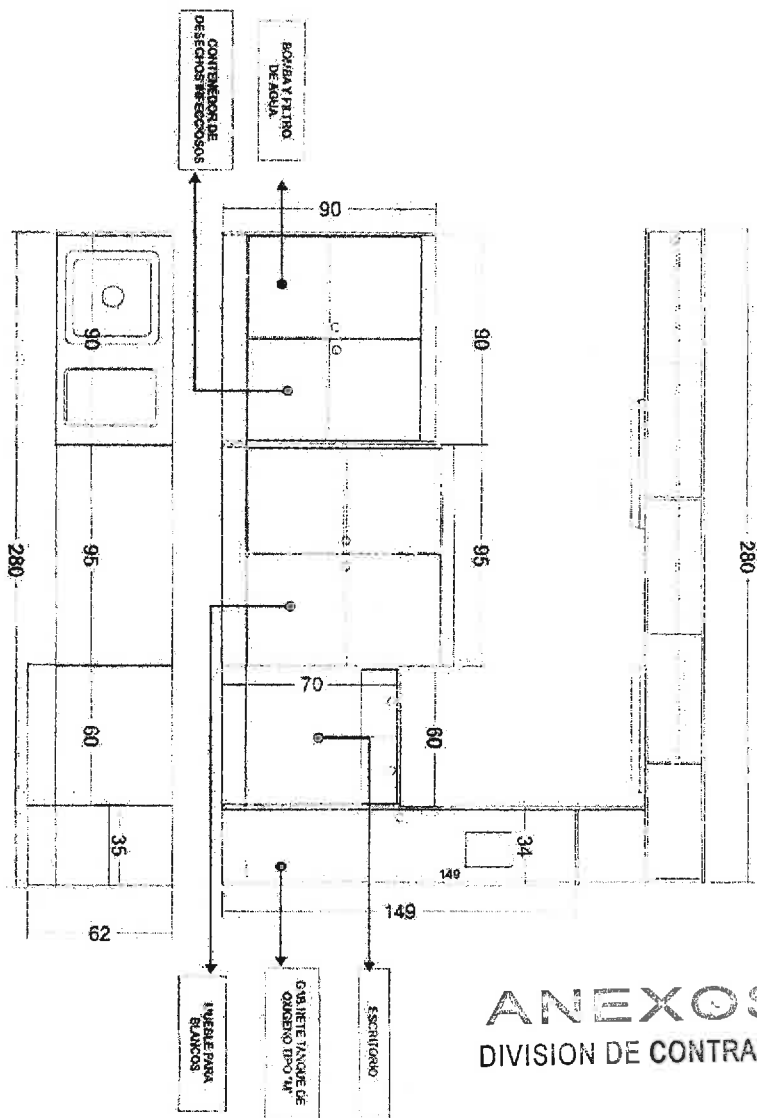 CONTENEDOR DE
DESECHOS INFECCIOSOS
BOMBA Y FILTRO
DE AGUA
90
90
90
280
95
95
280
70
60
60
35
34
149
149
62
MUEBLE PARA
BLANCOS
GABINETE TANQUE DE
OXIGENO TIPO "M"
ESCRITORIO
ANEXOS
DIVISION DE CONTRA